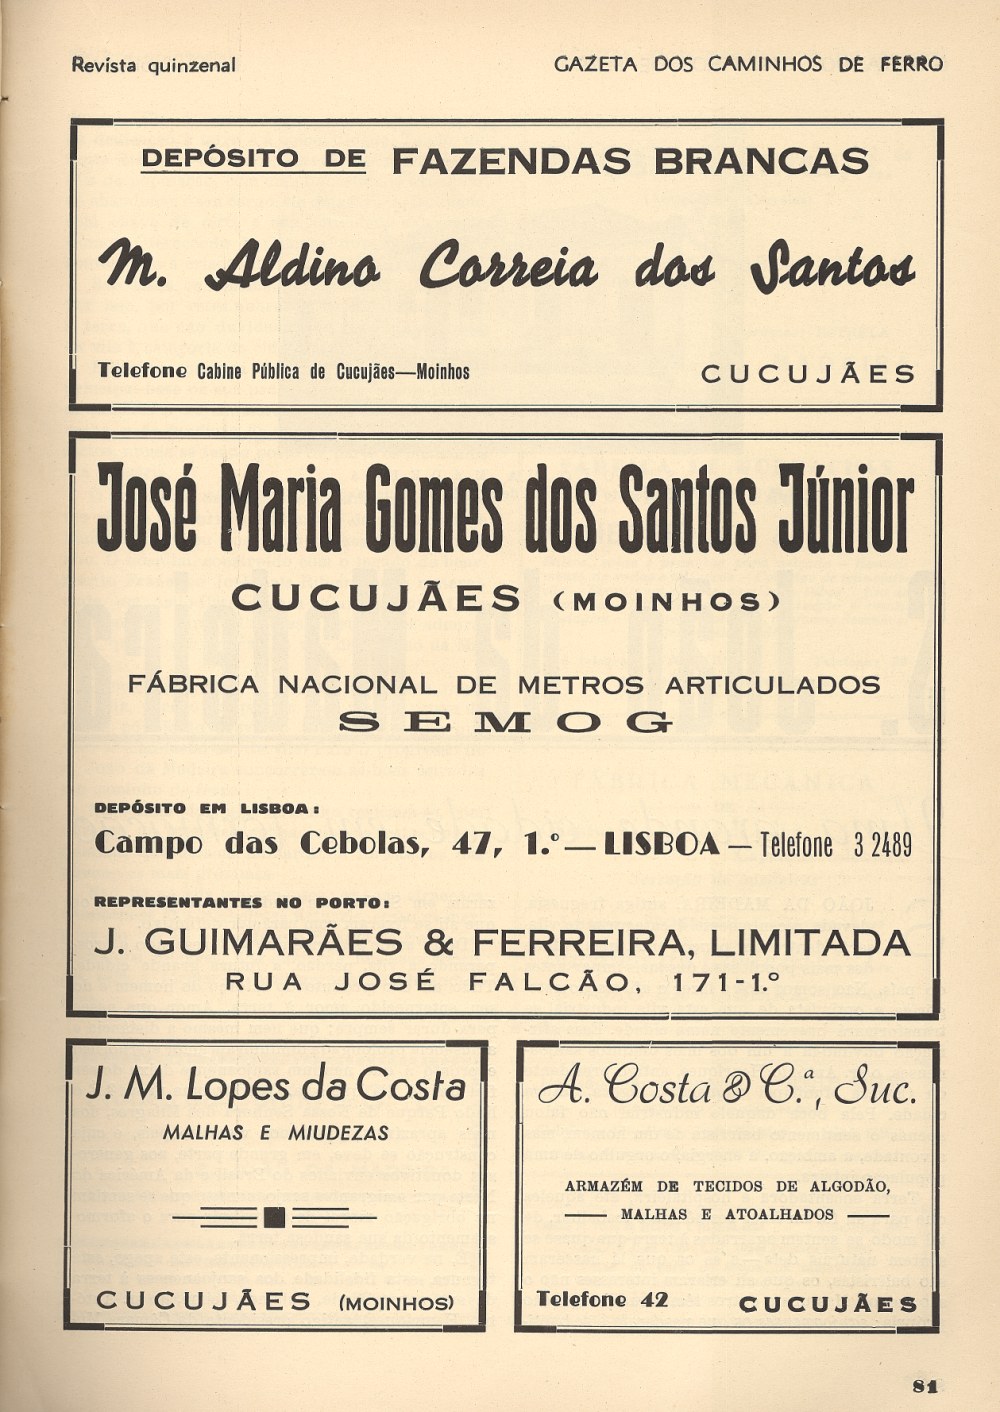 Revista quinzenal GAZETA DOS CAMINHOS DE FERRO
DEPÓSITO DE FAZENDAS BRANCAS
M. Aldino Correia dos Santos
Telefone Cabine Pública de Cucujães—Moinhos CUCUJÃES
José Maria Gomes dos Santos Júnior
CUCUJÃES (MOINHOS)
FÁBRICA NACIONAL DE METROS ARTICULADOS
SEMOG
DEPÓSITO EM LISBOA:
Campo das Cebolas, 47, 1.º — LISBOA — Telefone 3 2489
REPRESENTANTES NO PORTO:
J. GUIMARÃES & FERREIRA, LIMITADA
RUA JOSÉ FALCÃO, 171-1.º
J. M. Lopes da Costa
MALHAS E MIUDEZAS
CUCUJÃES (MOINHOS)
A. Costa & C.ª, Suc.
ARMAZÉM DE TECIDOS DE ALGODÃO,
MALHAS E ATOALHADOS
Telefone 42 CUCUJÃES
81